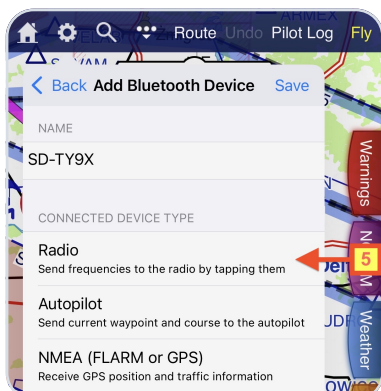 ARMEX
Route Undo Pilot Log Fly
Back Add Bluetooth Device Save
NAME
SD-TY9X
Warnings
CONNECTED DEVICE TYPE
Radio
Send frequencies to the radio by tapping them
5
Autopilot
Send current waypoint and course to the autopilot
Weather
NMEA (FLARM or GPS)
Receive GPS position and traffic information